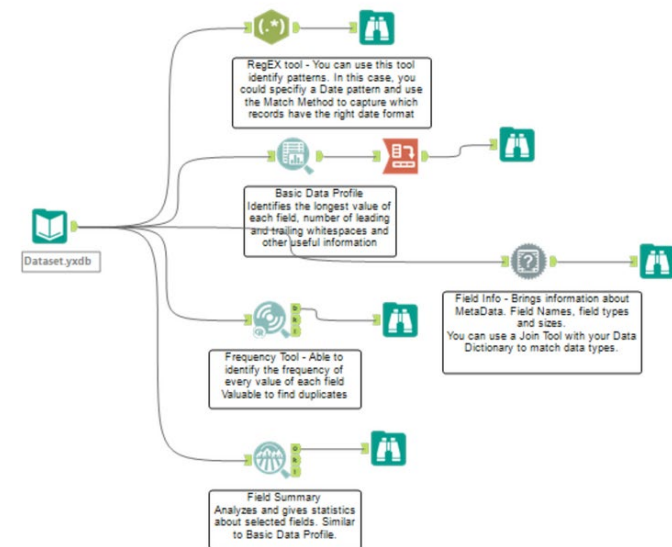 (.*)
RegEX tool - You can use this tool
identify patterns. In this case, you
could specifiy a Date pattern and use
the Match Method to capture which
records have the right date format
Basic Data Profile
Identifies the longest value of
each field, number of leading
and trailing whitespaces and
other useful information
Dataset.yxdb
?
Field Info - Brings information about
MetaData. Field Names, field types
and sizes.
You can use a Join Tool with your Data
Dictionary to match data types.
Frequency Tool - Able to
identify the frequency of
every value of each field
Valuable to find duplicates
Field Summary
Analyzes and gives statistics
about selected fields. Similar
to Basic Data Profile.